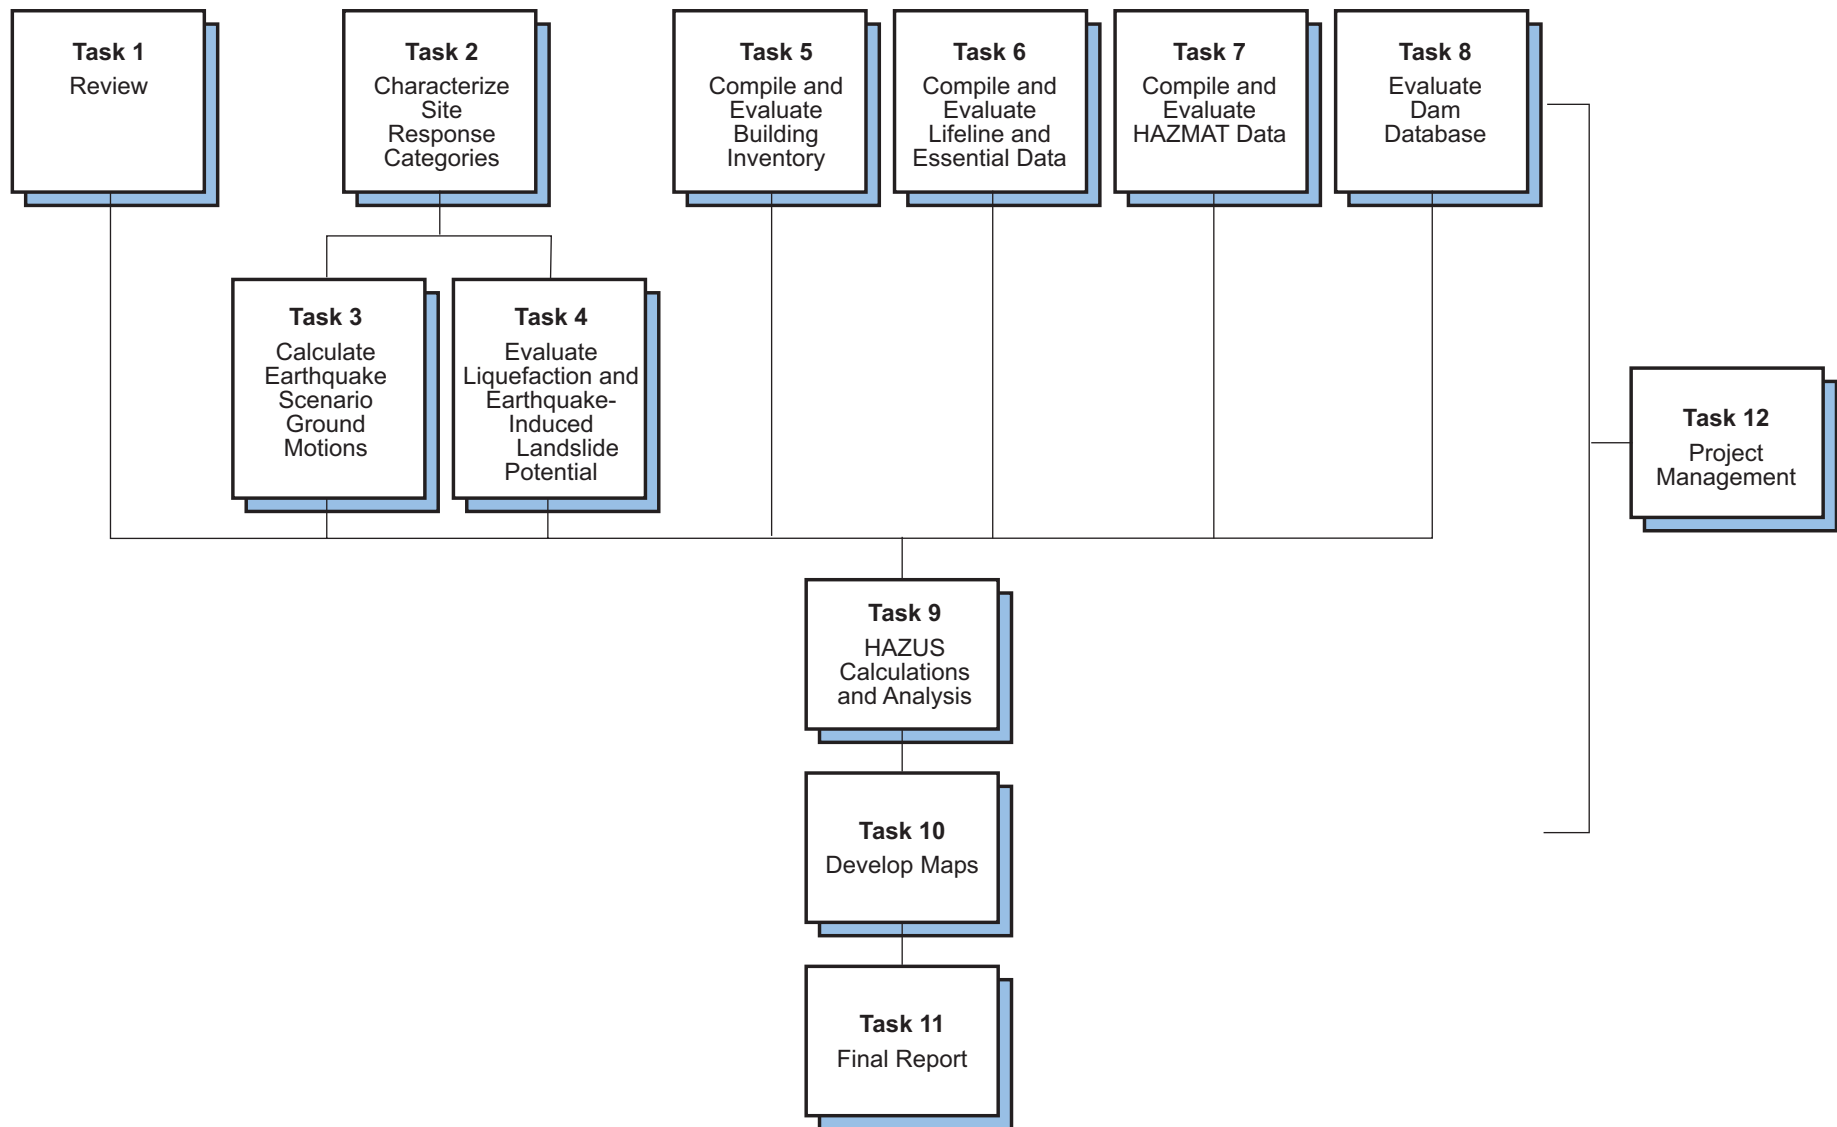 Task 1
Review
Task 2
Characterize
Site
Response
Categories
Task 5
Compile and
Evaluate
Building
Inventory
Task 6
Compile and
Evaluate
Lifeline and
Essential Data
Task 7
Compile and
Evaluate
HAZMAT Data
Task 8
Evaluate
Dam
Database
Task 3
Calculate
Earthquake
Scenario
Ground
Motions
Task 4
Evaluate
Liquefaction and
Earthquake-
Induced
Landslide
Potential
Task 12
Project
Management
Task 9
HAZUS
Calculations
and Analysis
Task 10
Develop Maps
Task 11
Final Report